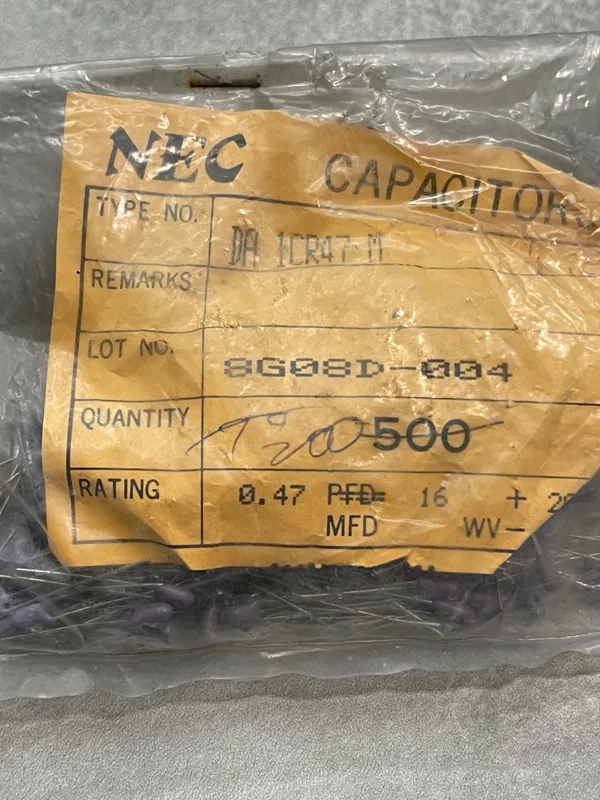 NEC CAPACITOR
TYPE NO. DA 1CR47 M
REMARKS
LOT NO. 8G08D-004
QUANTITY 500
RATING 0.47 PFD 16 + 20
MFD WV-